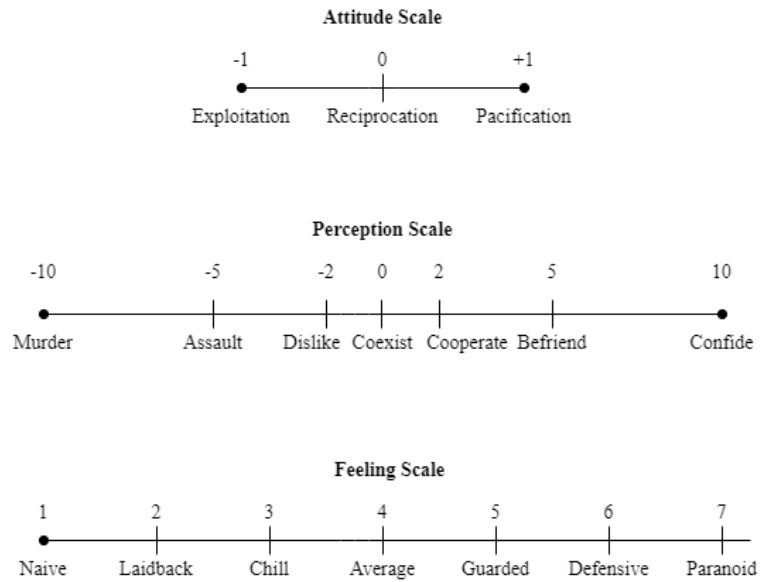 Attitude Scale
-1 0 +1
Exploitation Reciprocation Pacification
Perception Scale
-10 -5 -2 0 2 5 10
Murder Assault Dislike Coexist Cooperate Befriend Confide
Feeling Scale
1 2 3 4 5 6 7
Naive Laidback Chill Average Guarded Defensive Paranoid